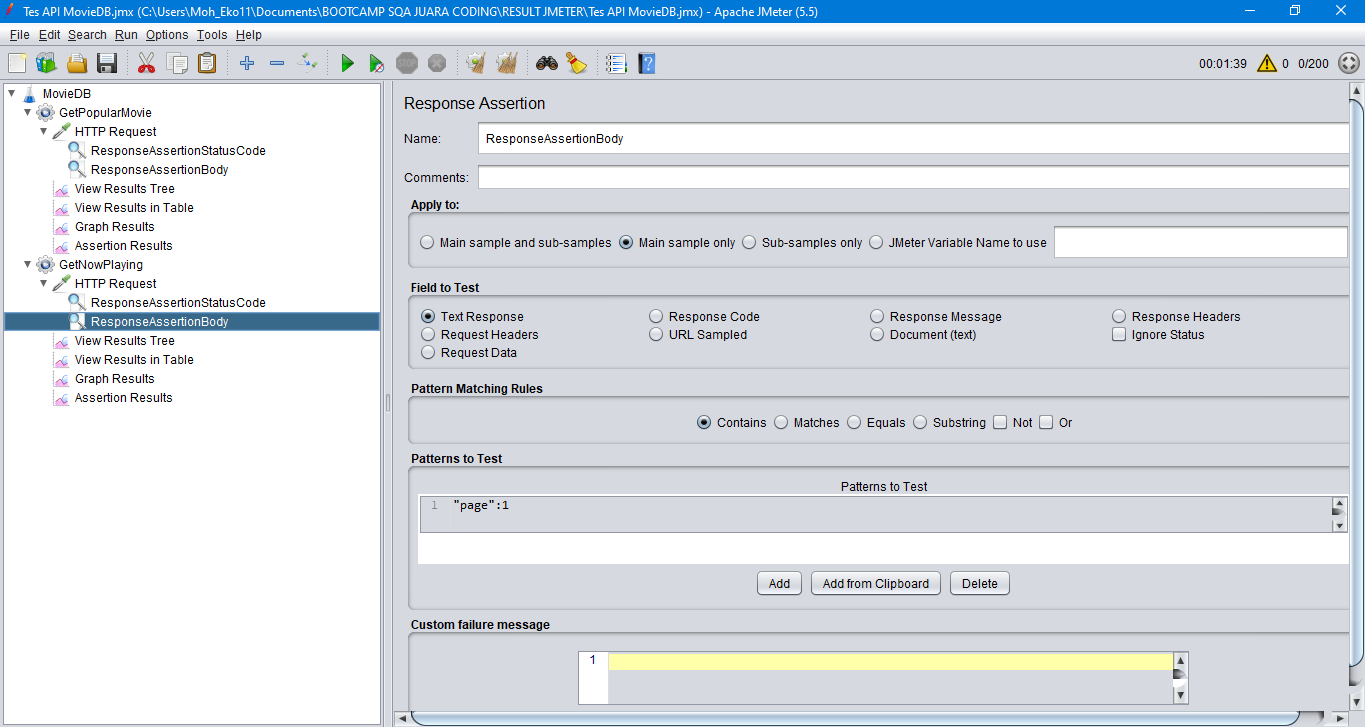 Tes API MovieDB.jmx (C:\Users\Moh_Eko11\Documents\BOOTCAMP SQA JUARA CODING\RESULT JMETER\Tes API MovieDB.jmx) - Apache JMeter (5.5)
File Edit Search Run Options Tools Help
STOP
00:01:39 0 0/200
MovieDB
GetPopularMovie
HTTP Request
ResponseAssertionStatusCode
ResponseAssertionBody
View Results Tree
View Results in Table
Graph Results
Assertion Results
GetNowPlaying
HTTP Request
ResponseAssertionStatusCode
ResponseAssertionBody
View Results Tree
View Results in Table
Graph Results
Assertion Results
Response Assertion
Name: ResponseAssertionBody
Comments:
Apply to:
Main sample and sub-samples Main sample only Sub-samples only JMeter Variable Name to use
Field to Test
Text Response Response Code Response Message Response Headers
Request Headers URL Sampled Document (text) Ignore Status
Request Data
Pattern Matching Rules
Contains Matches Equals Substring Not Or
Patterns to Test
Patterns to Test
1 "page":1
Add Add from Clipboard Delete
Custom failure message
1